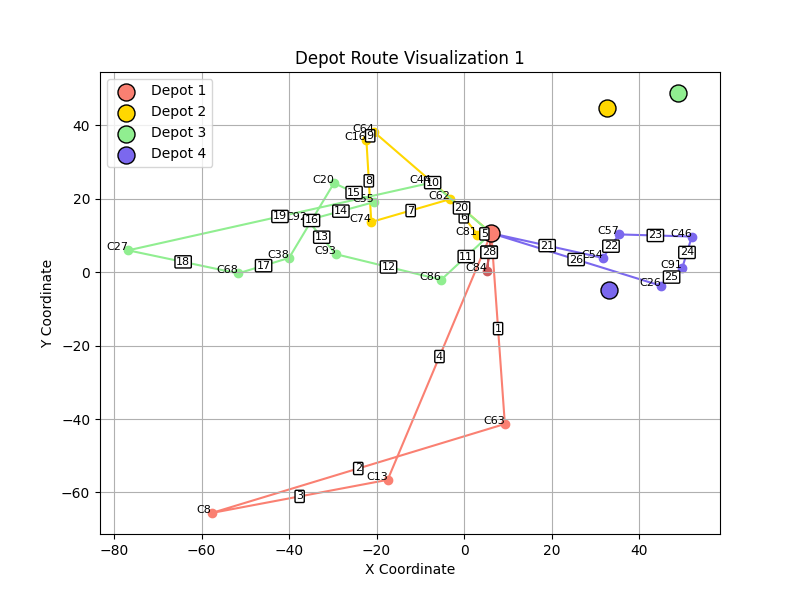 Depot Route Visualization 1
Depot 1
Depot 2
Depot 3
Depot 4
Y Coordinate
40
20
0
−20
−40
−60
C64
C16
9
C20
8
C44
10
15
C55
C62
C92
16
14
7
20
19
C74
6
C81
5
13
C27
C93
C38
11
28
18
17
12
C68
C86
C84
21
C57
22
23
C46
C54
26
24
C91
25
C26
1
4
C63
2
C13
3
C8
−80
−60
−40
−20
0
20
40
X Coordinate